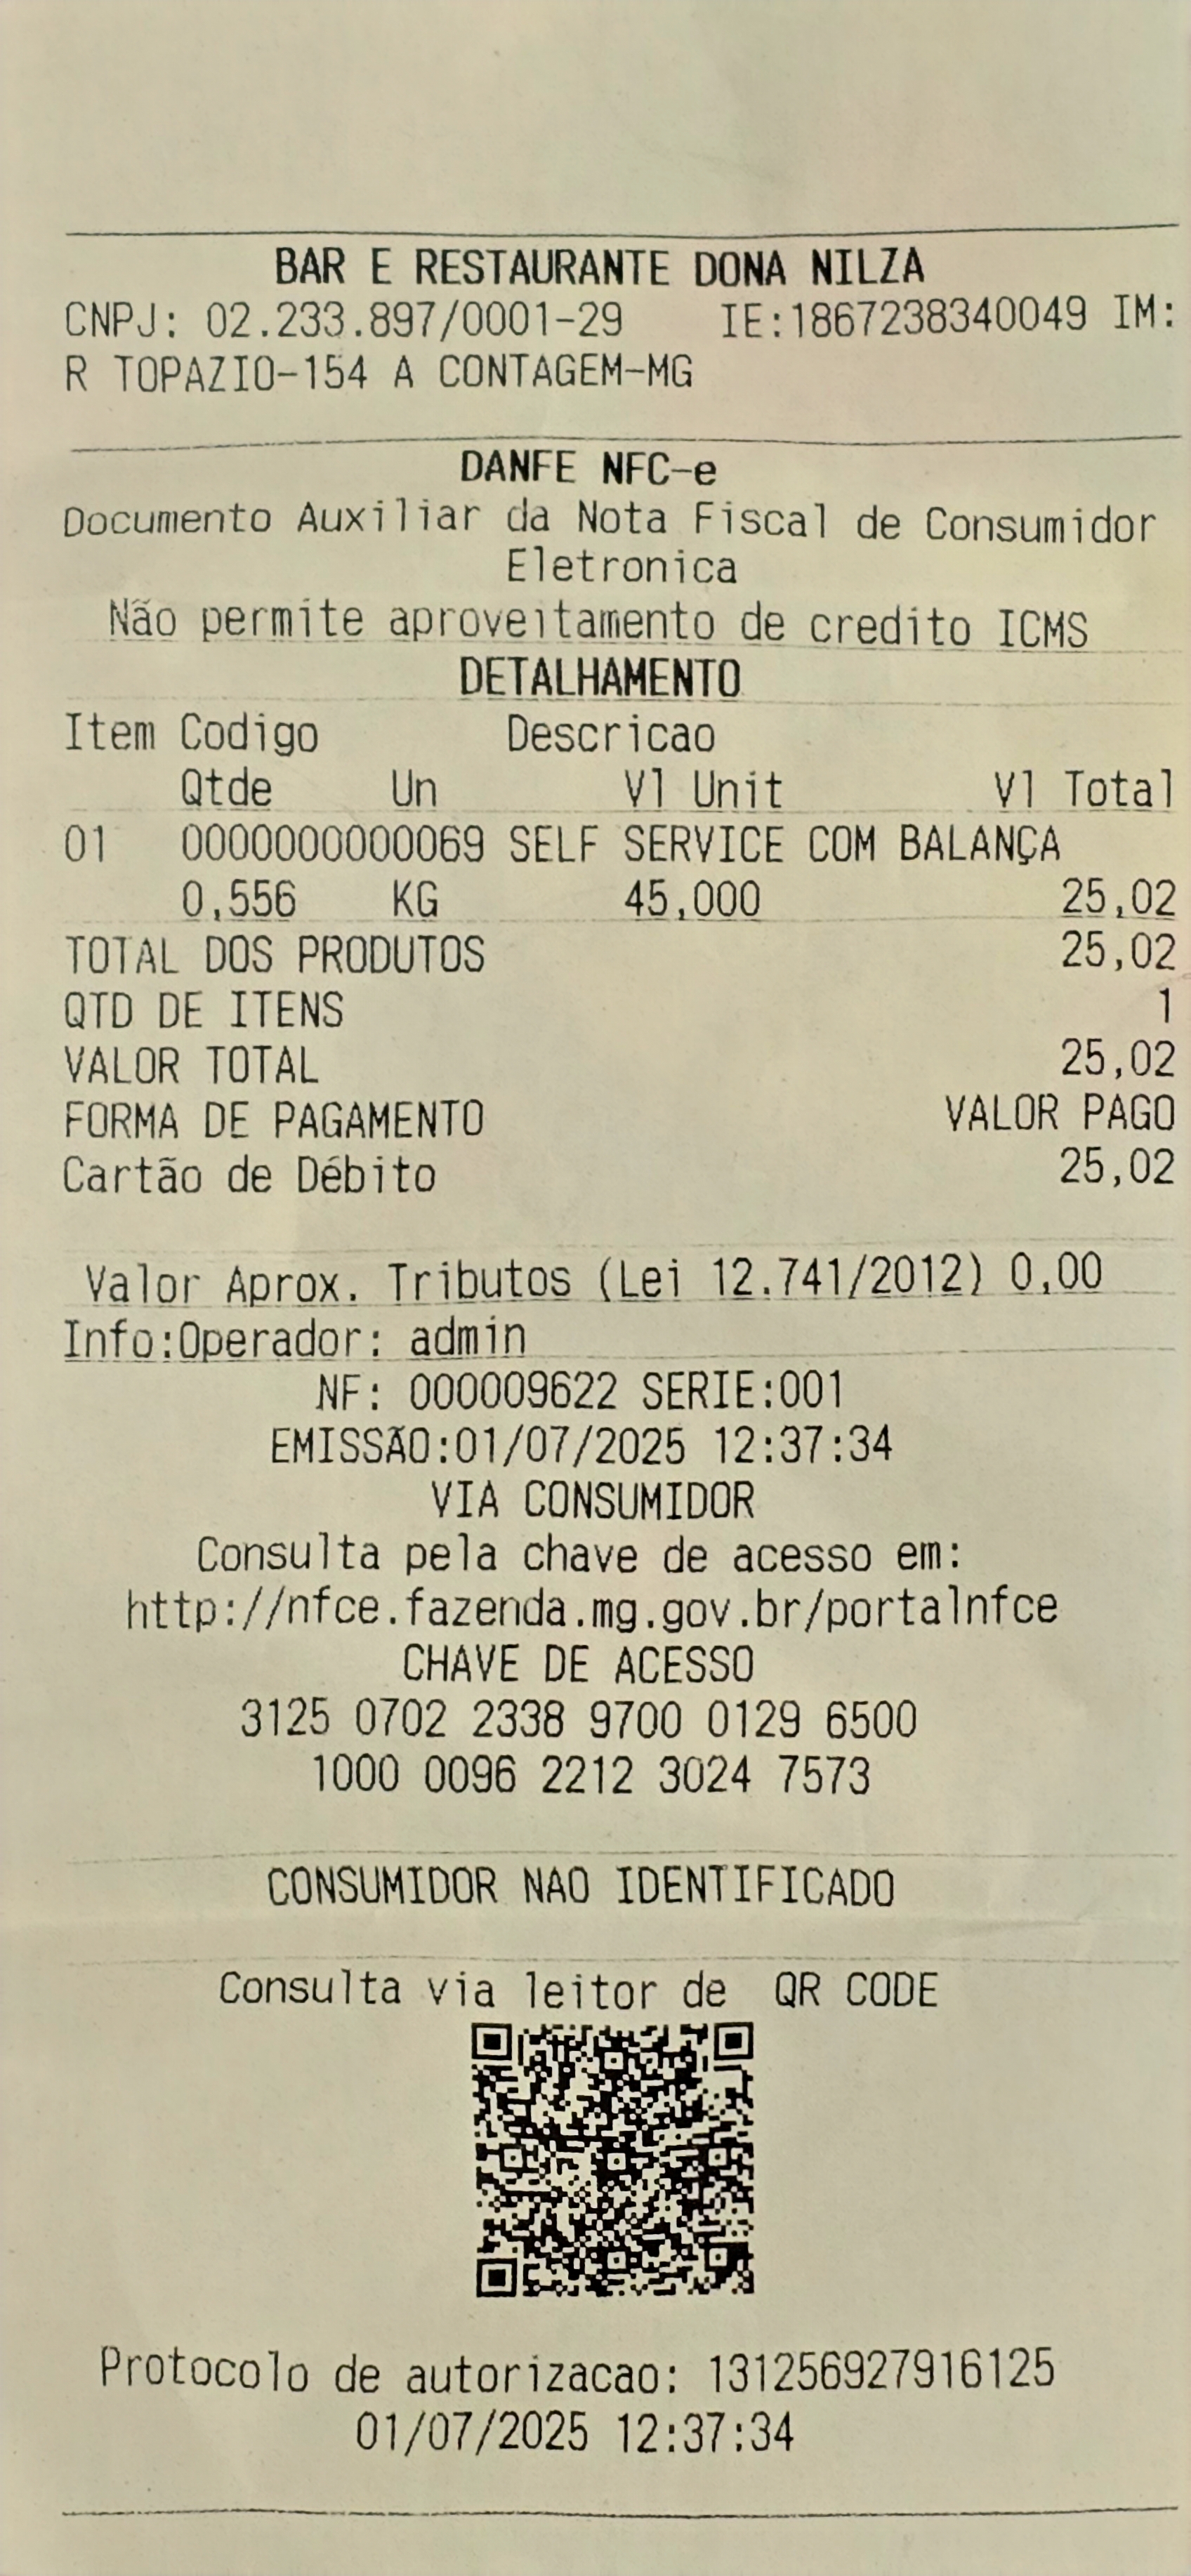 BAR E RESTAURANTE DONA NILZA
CNPJ: 02.233.897/0001-29 IE:1867238340049 IM:
R TOPAZIO-154 A CONTAGEM-MG
DANFE NFC-e
Documento Auxiliar da Nota Fiscal de Consumidor
Eletronica
Não permite aproveitamento de credito ICMS
DETALHAMENTO
Item Codigo Descricao
Qtde Un Vl Unit Vl Total
01 0000000000069 SELF SERVICE COM BALANÇA
0,556 KG 45,000 25,02
TOTAL DOS PRODUTOS 25,02
QTD DE ITENS 1
VALOR TOTAL 25,02
FORMA DE PAGAMENTO VALOR PAGO
Cartão de Débito 25,02
Valor Aprox. Tributos (Lei 12.741/2012) 0,00
Info:Operador: admin
NF: 000009622 SERIE:001
EMISSÃO:01/07/2025 12:37:34
VIA CONSUMIDOR
Consulta pela chave de acesso em:
http://nfce.fazenda.mg.gov.br/portalnfce
CHAVE DE ACESSO
3125 0702 2338 9700 0129 6500
1000 0096 2212 3024 7573
CONSUMIDOR NAO IDENTIFICADO
Consulta via leitor de QR CODE
Protocolo de autorizacao: 131256927916125
01/07/2025 12:37:34